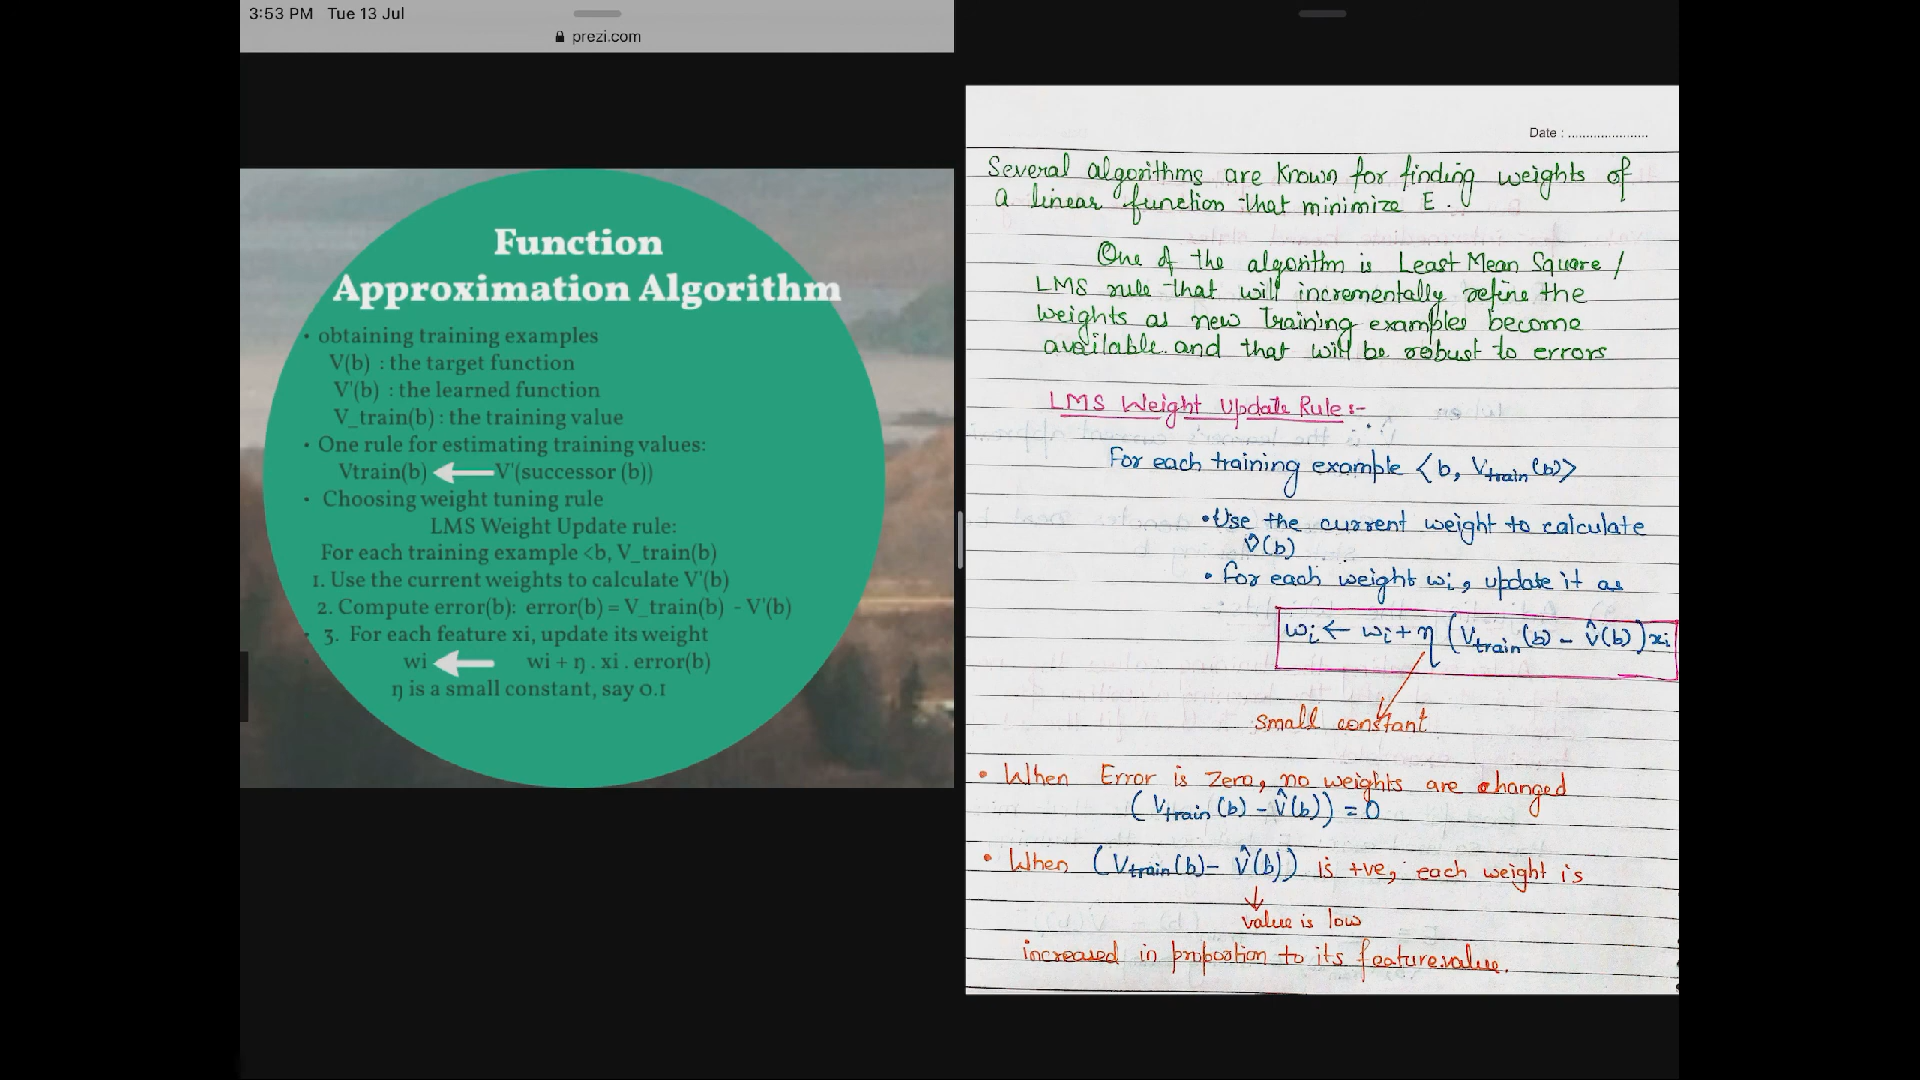 3:53 PM Tue 13 Jul
prezi.com
Function
Approximation Algorithm
• obtaining training examples
V(b) : the target function
V'(b) : the learned function
V_train(b) : the training value
• One rule for estimating training values:
Vtrain(b) ← V'(successor (b))
• Choosing weight tuning rule
LMS Weight Update rule:
For each training example <b, V_train(b)
1. Use the current weights to calculate V'(b)
2. Compute error(b): error(b) = V_train(b) - V'(b)
• 3. For each feature xi, update its weight
wi ← wi + η . xi . error(b)
η is a small constant, say 0.1
Date : .....................
Several algorithms are known for finding weights of
a linear function that minimize E.
One of the algorithm is Least Mean Square /
LMS rule that will incrementally refine the
weights as new training examples become
available and that will be robust to errors
LMS Weight Update Rule :-
For each training example <b, Vtrain(b)>
• Use the current weight to calculate
V̂(b)
• For each weight wi, update it as
wi ← wi + η (Vtrain(b) - V̂(b)) xi
small constant
• When Error is Zero, no weights are changed
(Vtrain(b) - V̂(b)) = 0
• When (Vtrain(b) - V̂(b)) is +ve, each weight is
↓
value is low
increased in propostion to its feature value.